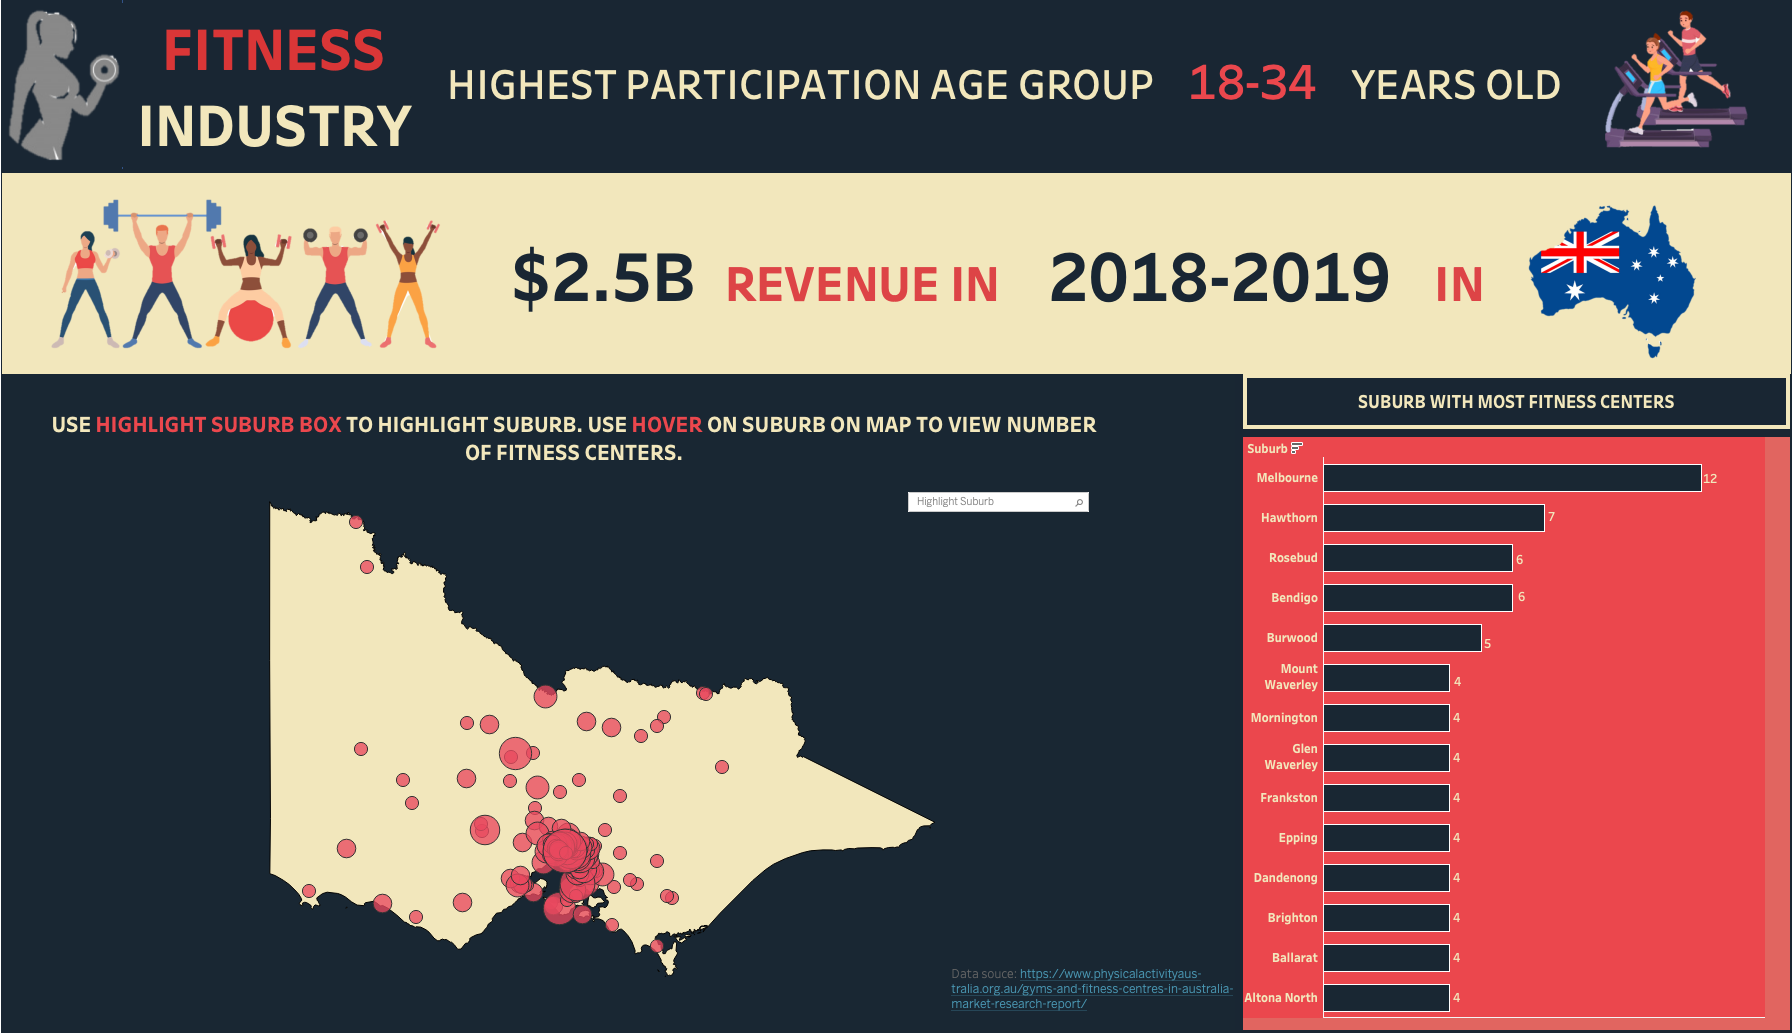 FITNESS
INDUSTRY
HIGHEST PARTICIPATION AGE GROUP 18-34 YEARS OLD
$2.5B REVENUE IN 2018-2019 IN
USE HIGHLIGHT SUBURB BOX TO HIGHLIGHT SUBURB. USE HOVER ON SUBURB ON MAP TO VIEW NUMBER
OF FITNESS CENTERS.
Highlight Suburb
Data souce: https://www.physicalactivityaus-
tralia.org.au/gyms-and-fitness-centres-in-australia-
market-research-report/
SUBURB WITH MOST FITNESS CENTERS
Suburb
Melbourne 12
Hawthorn 7
Rosebud 6
Bendigo 6
Burwood 5
Mount
Waverley 4
Mornington 4
Glen
Waverley 4
Frankston 4
Epping 4
Dandenong 4
Brighton 4
Ballarat 4
Altona North 4